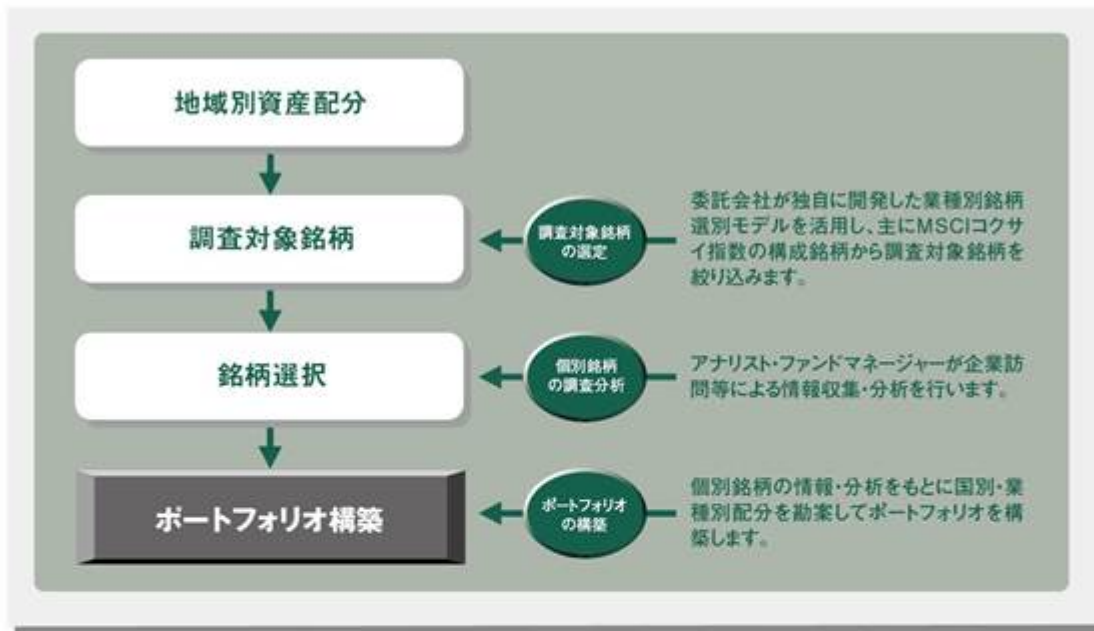 地域別資産配分
調査対象銘柄
調査対象銘柄
の選定
委託会社が独自に開発した業種別銘柄
選別モデルを活用し、主にMSCIコクサ
イ指数の構成銘柄から調査対象銘柄を
絞り込みます。
銘柄選択
個別銘柄
の調査分析
アナリスト・ファンドマネージャーが企業訪
問等による情報収集・分析を行います。
ポートフォリオ構築
ポートフォリオ
の構築
個別銘柄の情報・分析をもとに国別・業
種別配分を勘案してポートフォリオを構
築します。